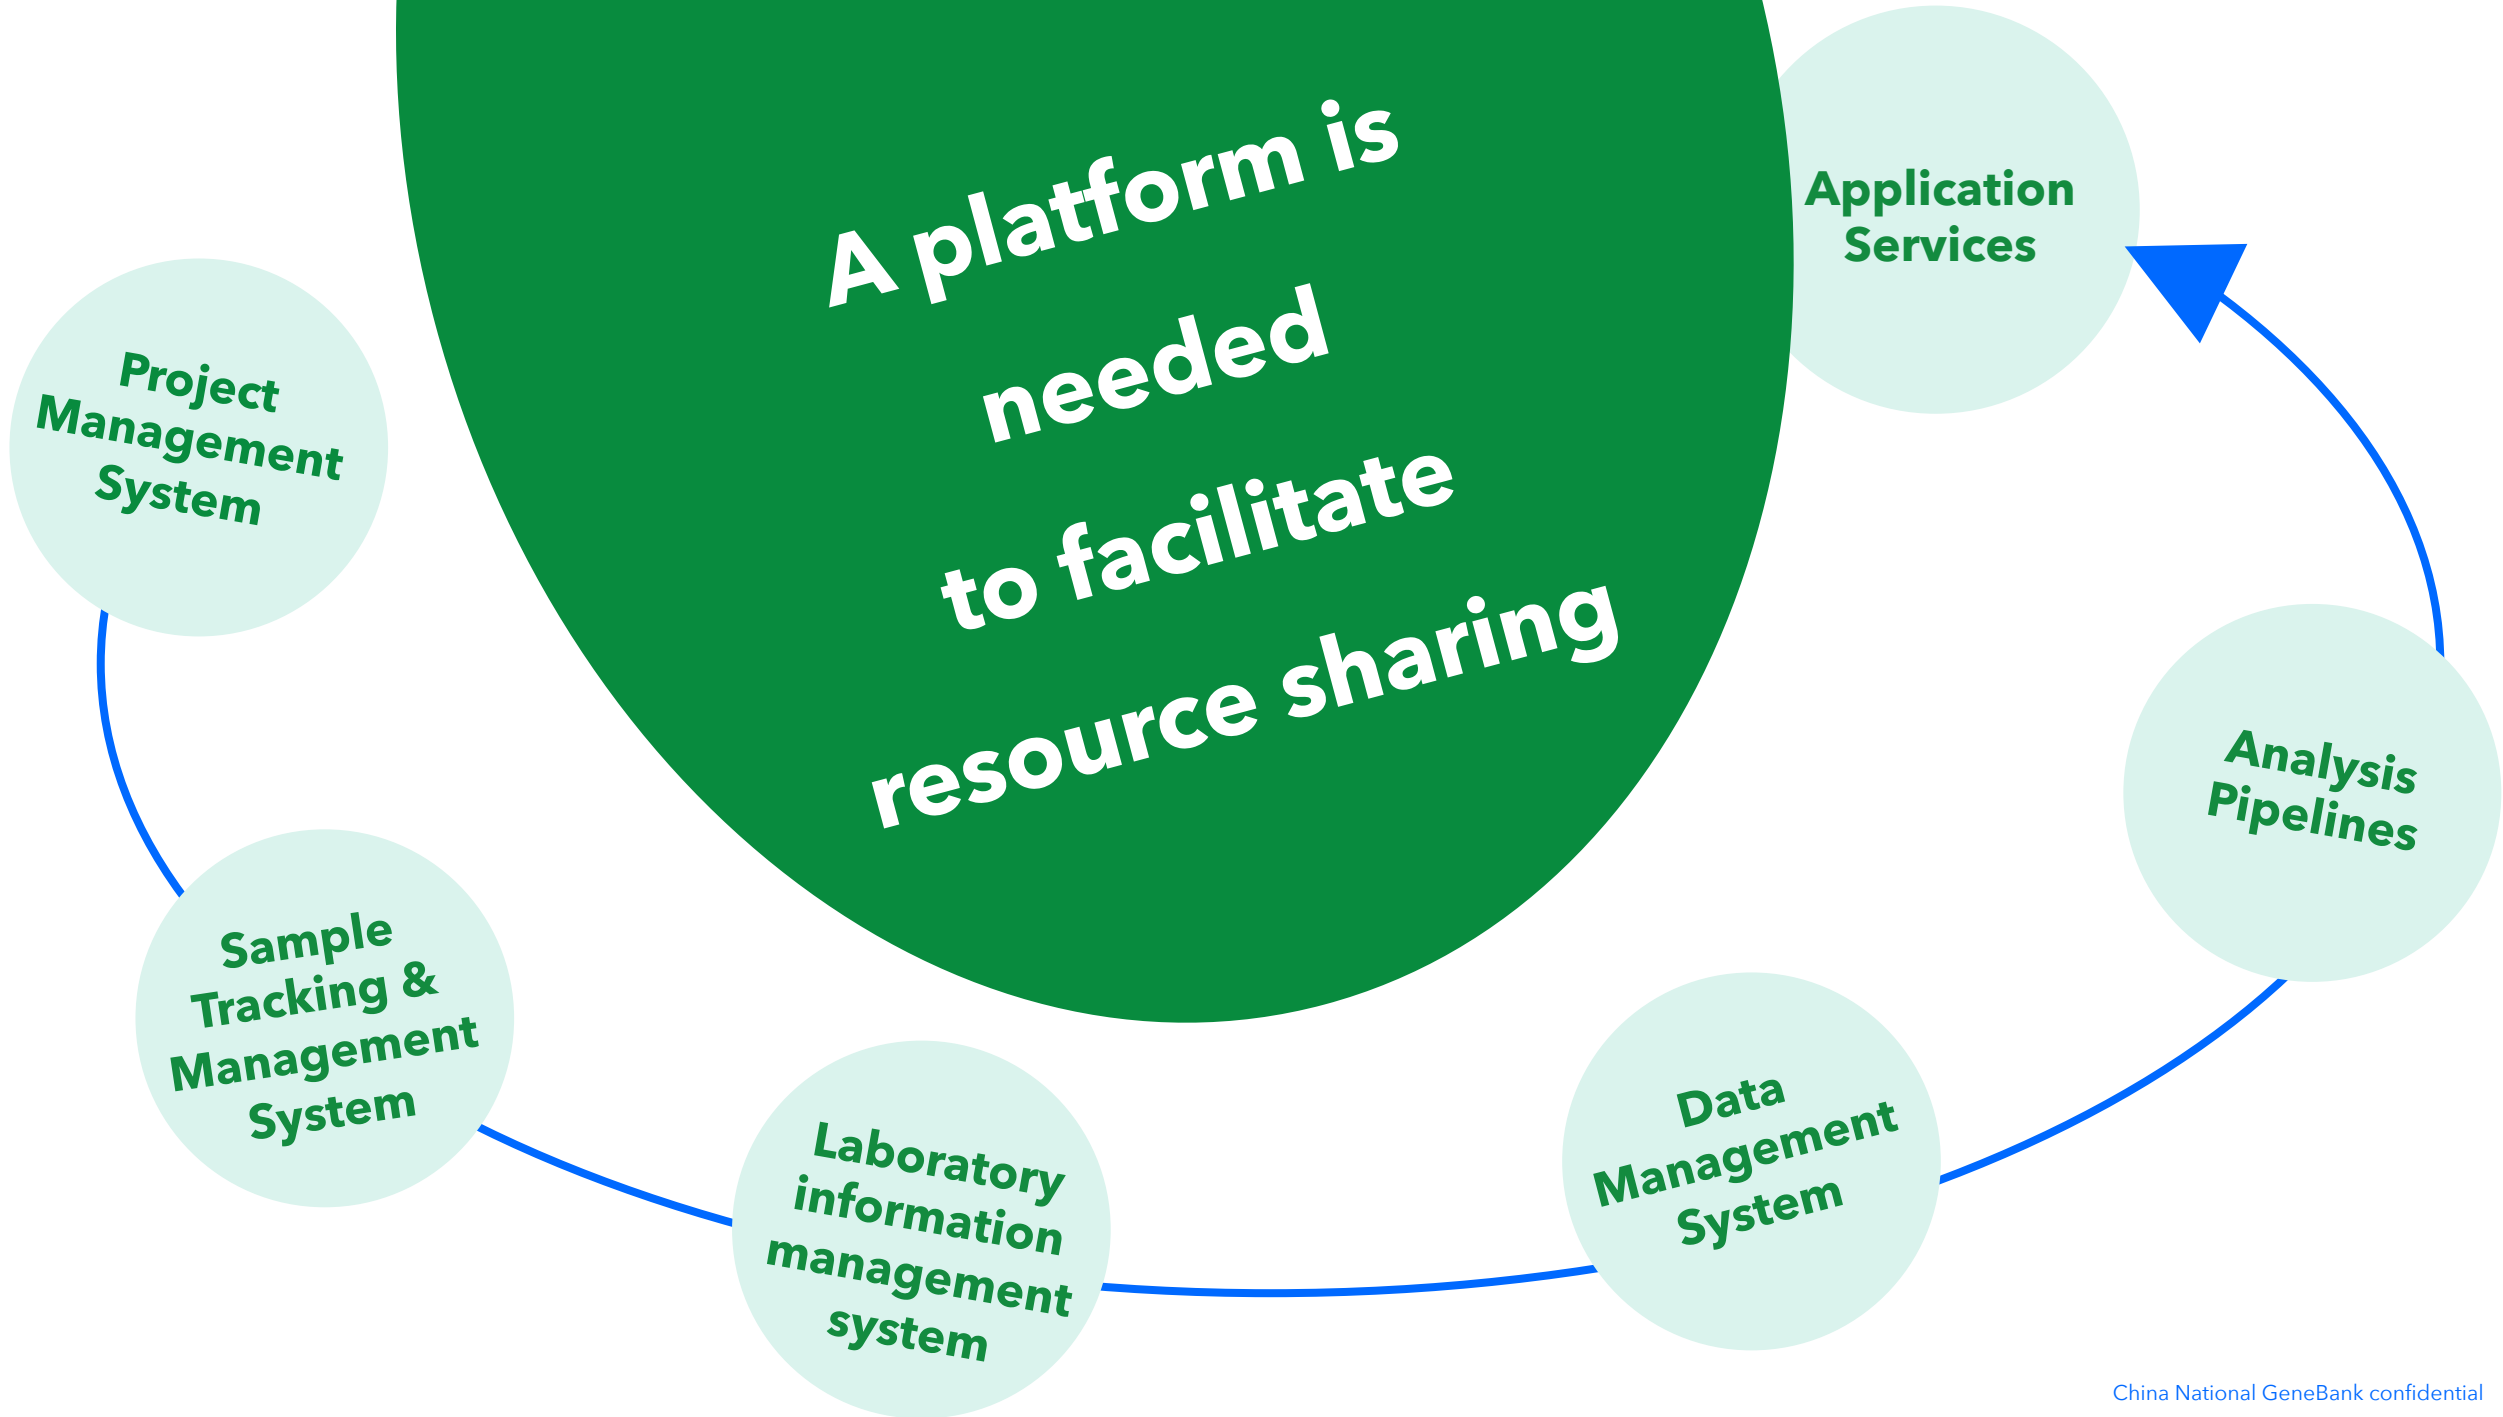 A platform is
needed
to facilitate
resource sharing
Project
Management
System
Sample
Tracking &
Management
System
Laboratory
information
management
system
Data
Management
System
Analysis
Pipelines
Application
Services
China National GeneBank confidential